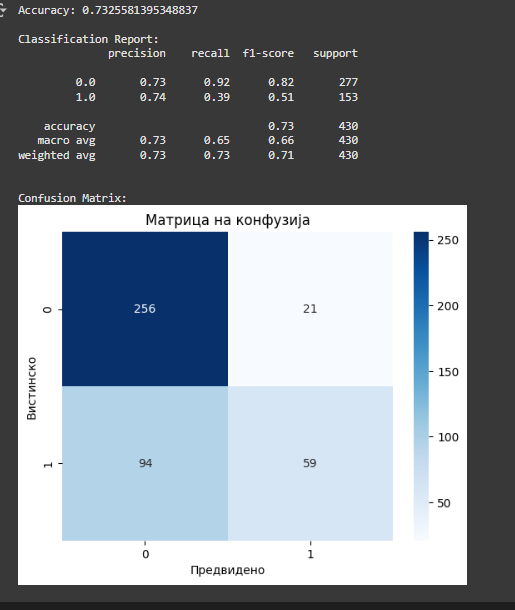 Accuracy: 0.7325581395348837
Classification Report:
precision recall f1-score support
0.0 0.73 0.92 0.82 277
1.0 0.74 0.39 0.51 153
accuracy 0.73 430
macro avg 0.73 0.65 0.66 430
weighted avg 0.73 0.73 0.71 430
Confusion Matrix:
Матрица на конфузија
250
0 256 21
200
Вистинско
150
100
1 94 59
50
0 1
Предвидено